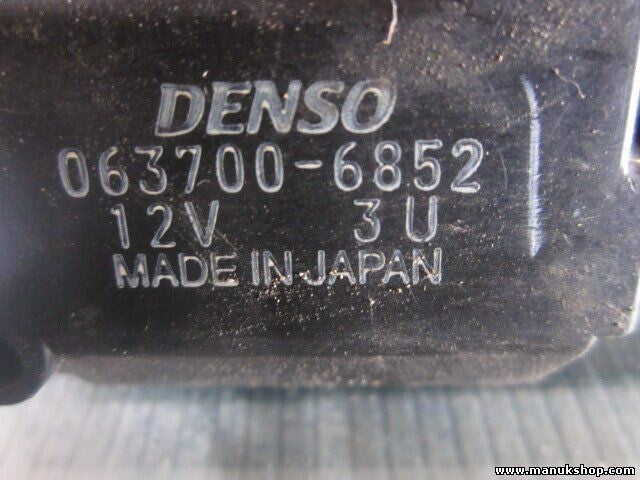 DENSO
063700-6852
12V 3U
MADE IN JAPAN
www.manukshop.com